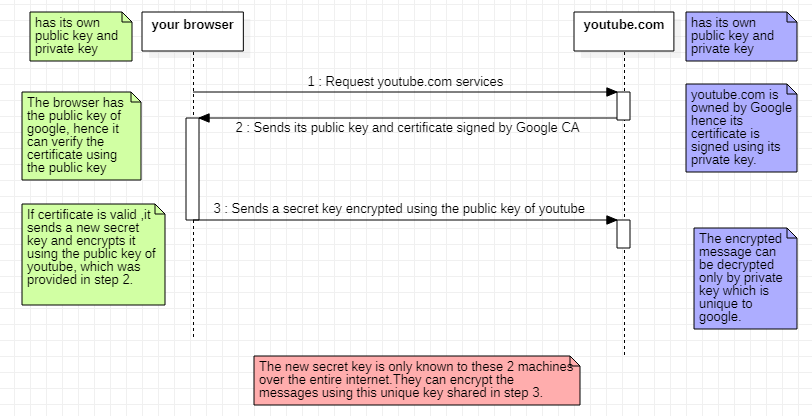 has its own
public key and
private key
your browser
youtube.com
has its own
public key and
private key
1 : Request youtube.com services
The browser has
the public key of
google, hence it
can verify the
certificate using
the public key
2 : Sends its public key and certificate signed by Google CA
youtube.com is
owned by Google
hence its
certificate is
signed using its
private key.
3 : Sends a secret key encrypted using the public key of youtube
If certificate is valid ,it
sends a new secret
key and encrypts it
using the public key of
youtube, which was
provided in step 2.
The encrypted
message can
be decrypted
only by private
key which is
unique to
google.
The new secret key is only known to these 2 machines
over the entire internet.They can encrypt the
messages using this unique key shared in step 3.